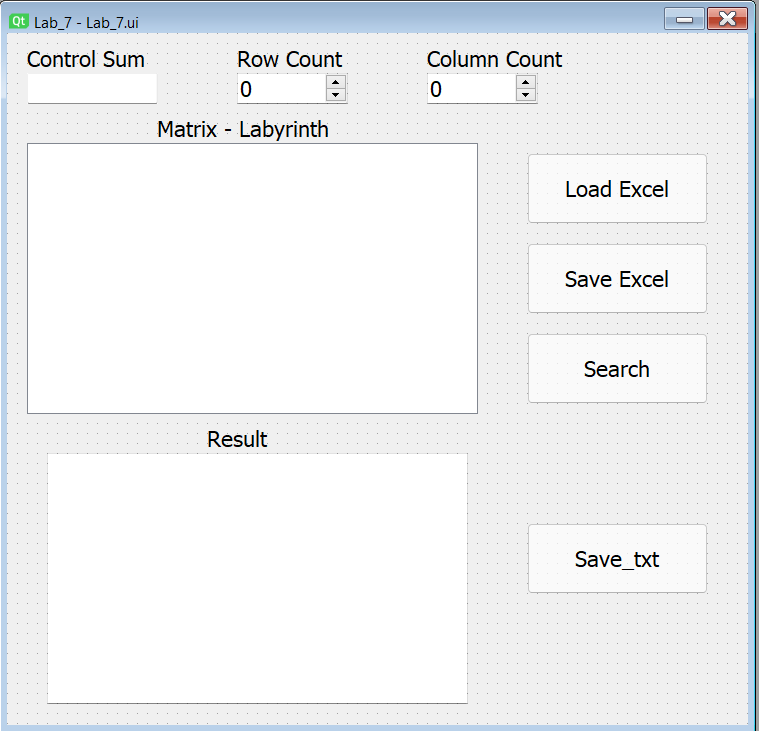 Qt Lab_7 - Lab_7.ui
Control Sum Row Count Column Count
0 0
Matrix - Labyrinth
Load Excel
Save Excel
Search
Result
Save_txt